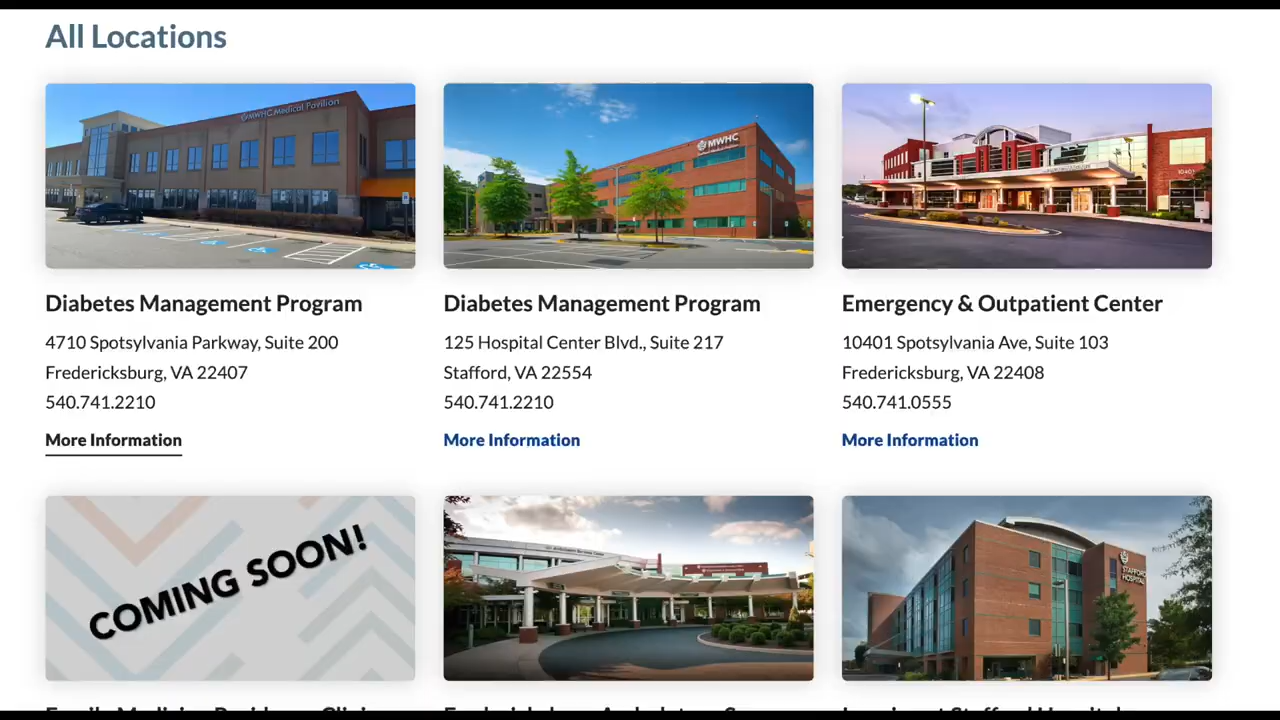 All Locations
MWHC Medical Pavilion
MWHC
10401
Diabetes Management Program
4710 Spotsylvania Parkway, Suite 200
Fredericksburg, VA 22407
540.741.2210
More Information
Diabetes Management Program
125 Hospital Center Blvd., Suite 217
Stafford, VA 22554
540.741.2210
More Information
Emergency & Outpatient Center
10401 Spotsylvania Ave, Suite 103
Fredericksburg, VA 22408
540.741.0555
More Information
COMING SOON!
STAFFORD
HOSPITAL